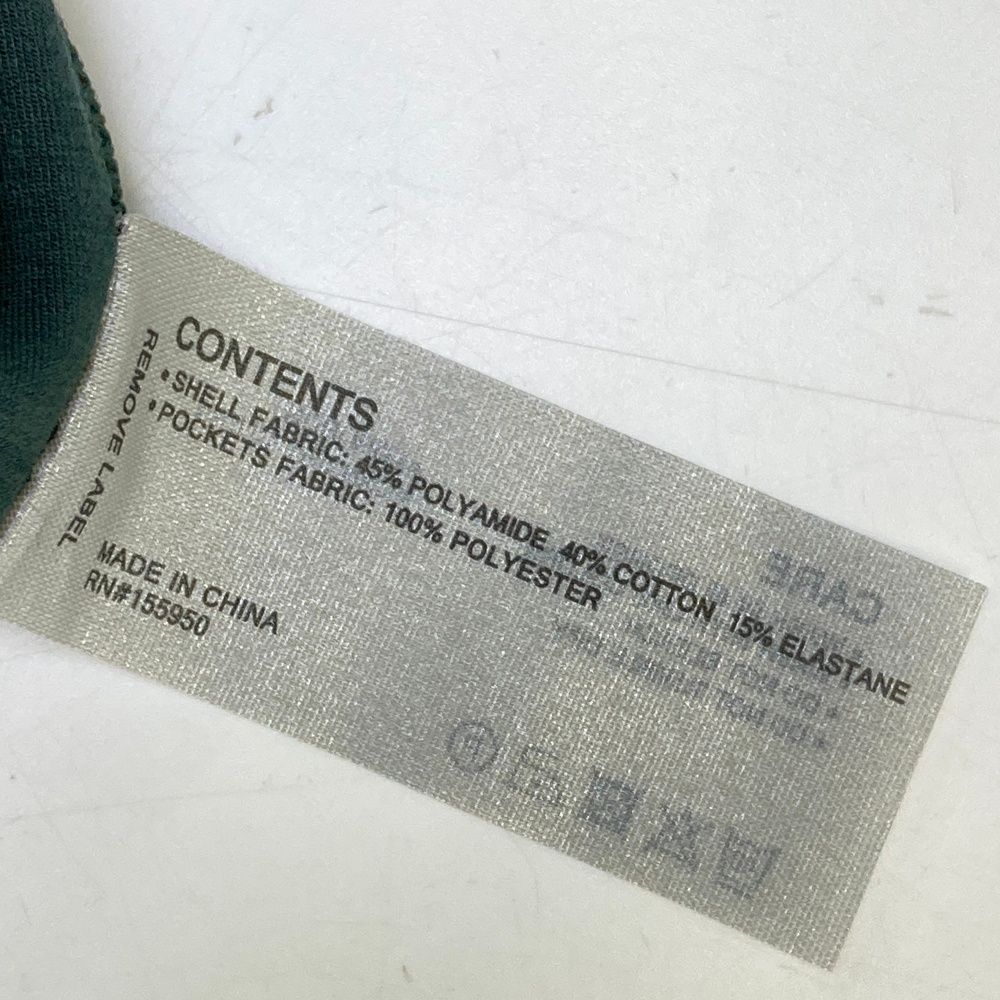 CONTENTS
•SHELL FABRIC: 45% POLYAMIDE 40% COTTON 15% ELASTANE
•POCKETS FABRIC: 100% POLYESTER
MADE IN CHINA
RN#155950
REMOVE LABEL
CARE